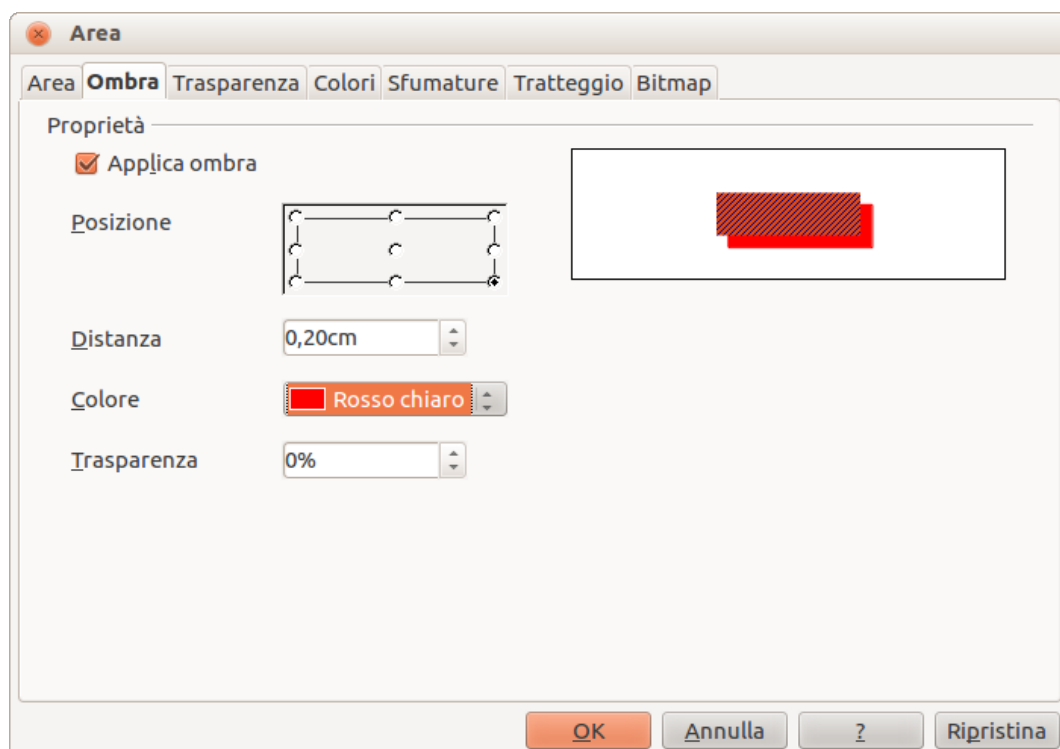 Area
Area Ombra Trasparenza Colori Sfumature Tratteggio Bitmap
Proprietà
Applica ombra
Posizione
Distanza 0,20cm
Colore Rosso chiaro
Trasparenza 0%
OK Annulla ? Ripristina